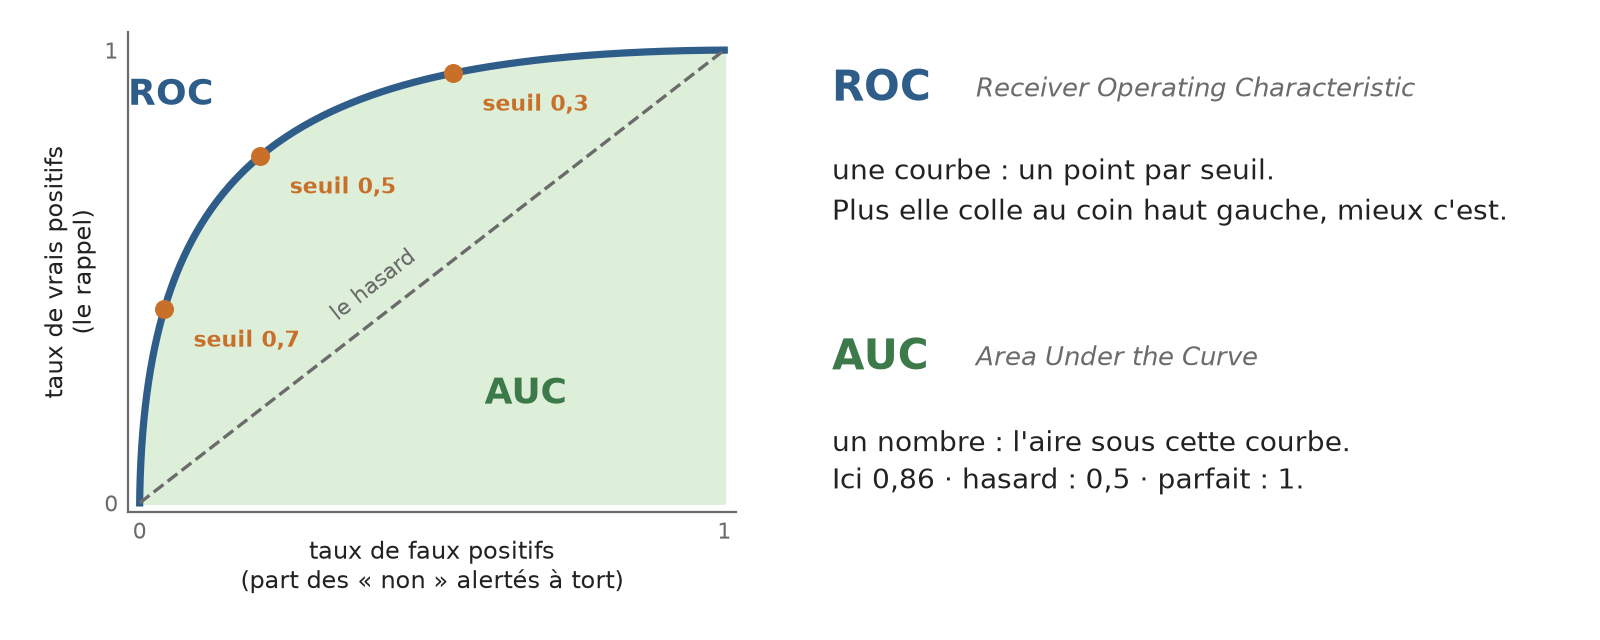 1
ROC
seuil 0,3
seuil 0,5
le hasard
seuil 0,7
AUC
taux de vrais positifs
(le rappel)
0
0
1
taux de faux positifs
(part des « non » alertés à tort)
ROC Receiver Operating Characteristic
une courbe : un point par seuil.
Plus elle colle au coin haut gauche, mieux c'est.
AUC Area Under the Curve
un nombre : l'aire sous cette courbe.
Ici 0,86 · hasard : 0,5 · parfait : 1.